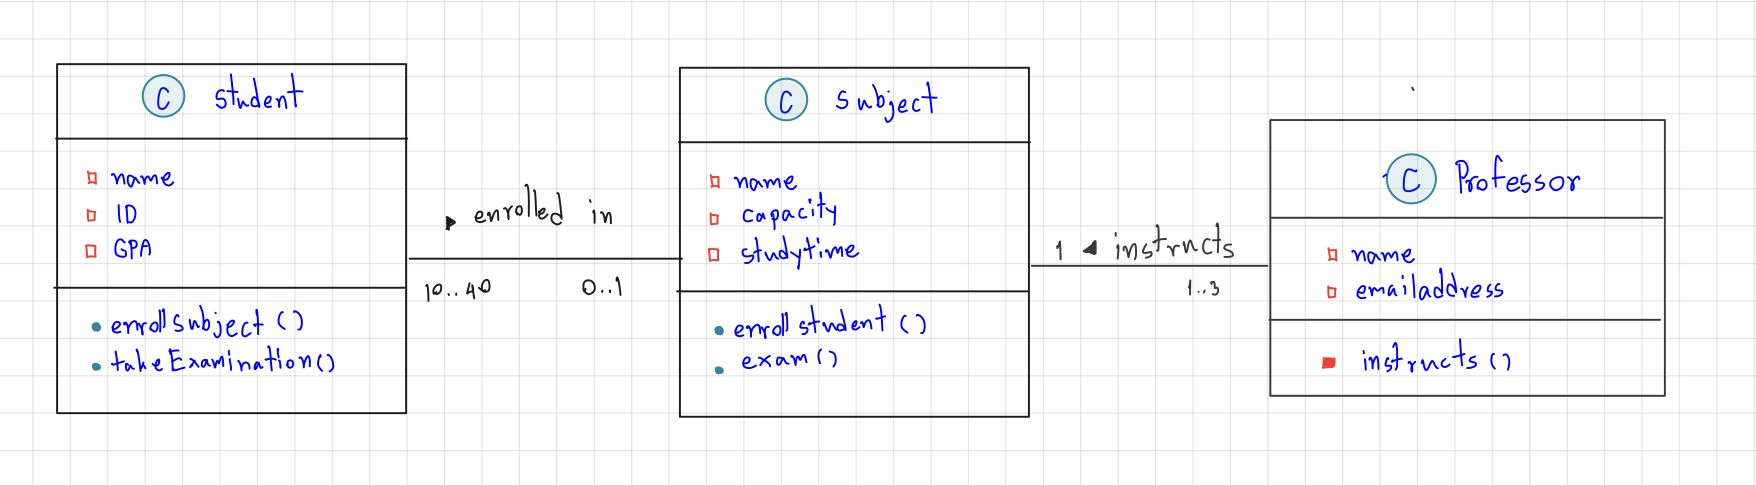 C student
name
ID
GPA
enrollsubject ()
takeExamination()
▶ enrolled in
10..40 0..1
C subject
name
capacity
studytime
enroll student ()
exam ()
1 ◀ instructs
1..3
C Professor
name
emailaddress
instructs ()